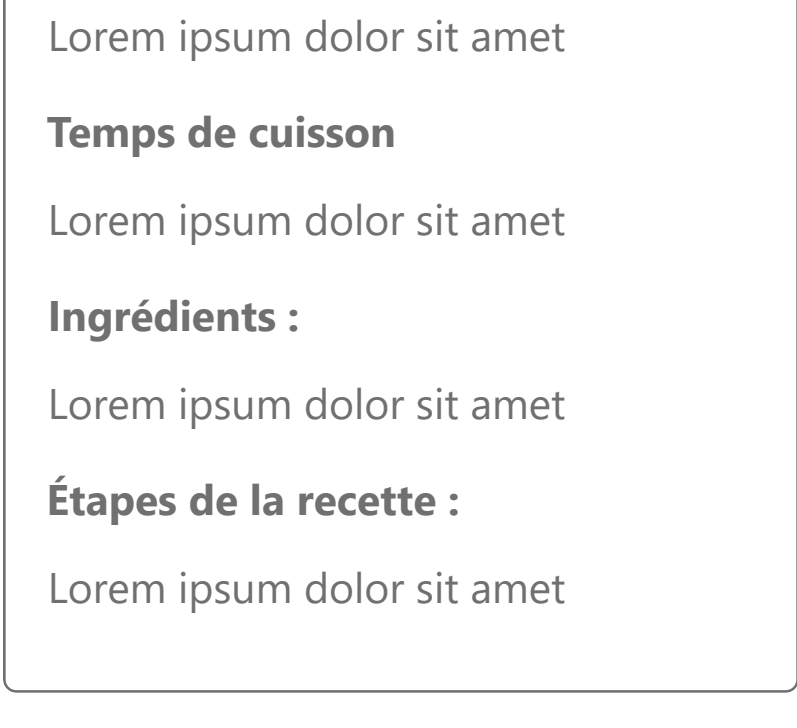 Lorem ipsum dolor sit amet
Temps de cuisson
Lorem ipsum dolor sit amet
Ingrédients :
Lorem ipsum dolor sit amet
Étapes de la recette :
Lorem ipsum dolor sit amet